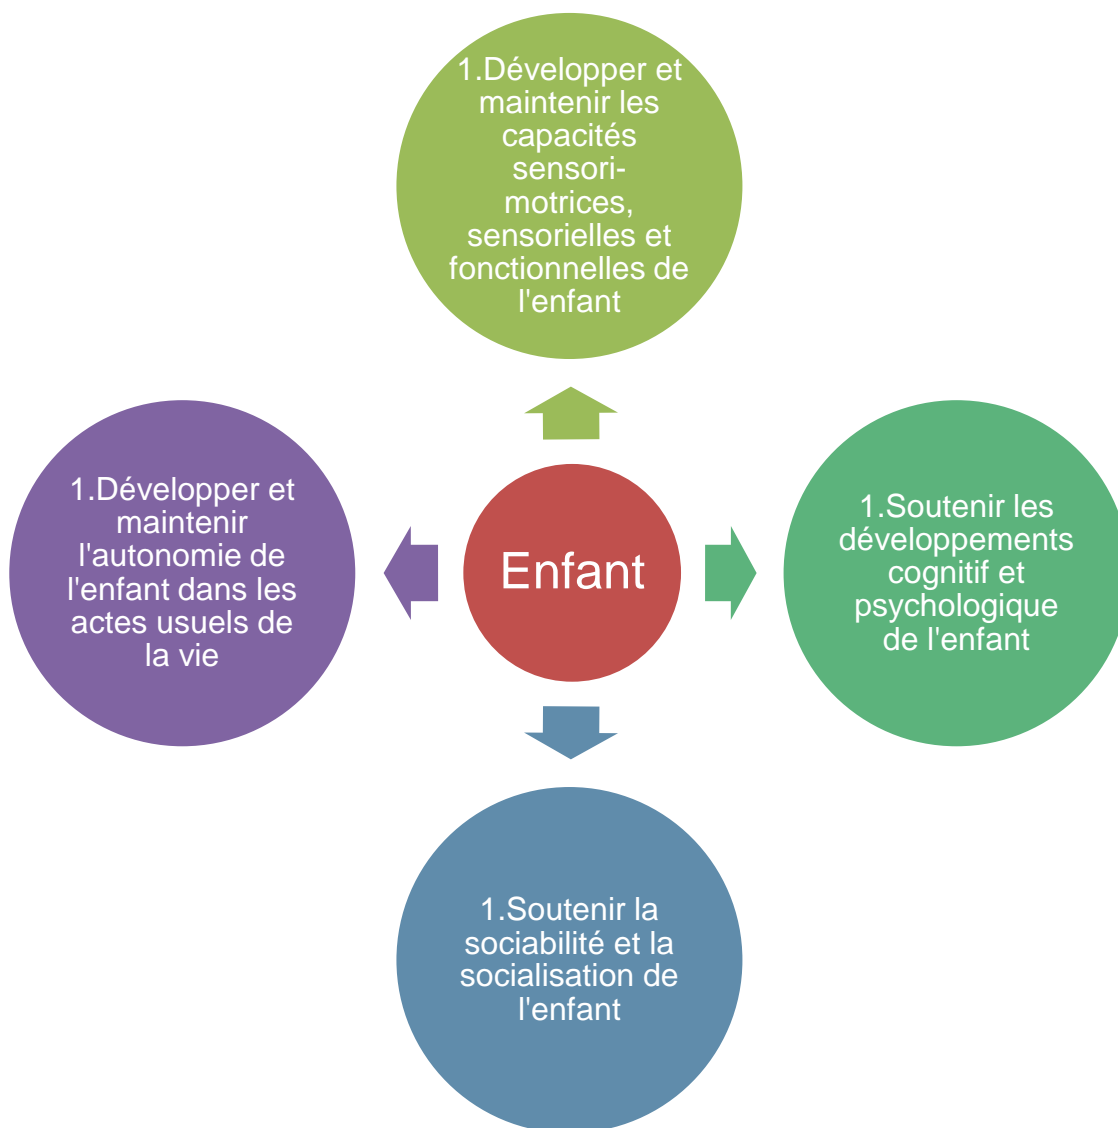 1.Développer et
maintenir les
capacités
sensori-
motrices,
sensorielles et
fonctionnelles de
l'enfant
1.Développer et
maintenir
l'autonomie de
l'enfant dans les
actes usuels de
la vie
Enfant
1.Soutenir les
développements
cognitif et
psychologique
de l'enfant
1.Soutenir la
sociabilité et la
socialisation de
l'enfant